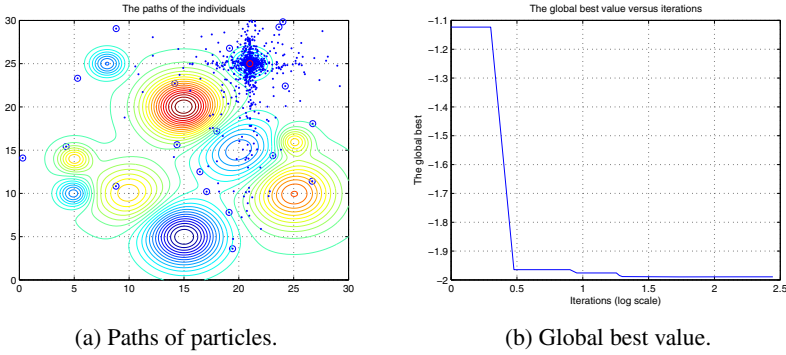 The paths of the individuals
30
25
20
15
10
5
0
0 5 10 15 20 25 30
(a) Paths of particles.
The global best value versus iterations
The global best
−1.1
−1.2
−1.3
−1.4
−1.5
−1.6
−1.7
−1.8
−1.9
−2
0 0.5 1 1.5 2 2.5
Iterations (log scale)
(b) Global best value.